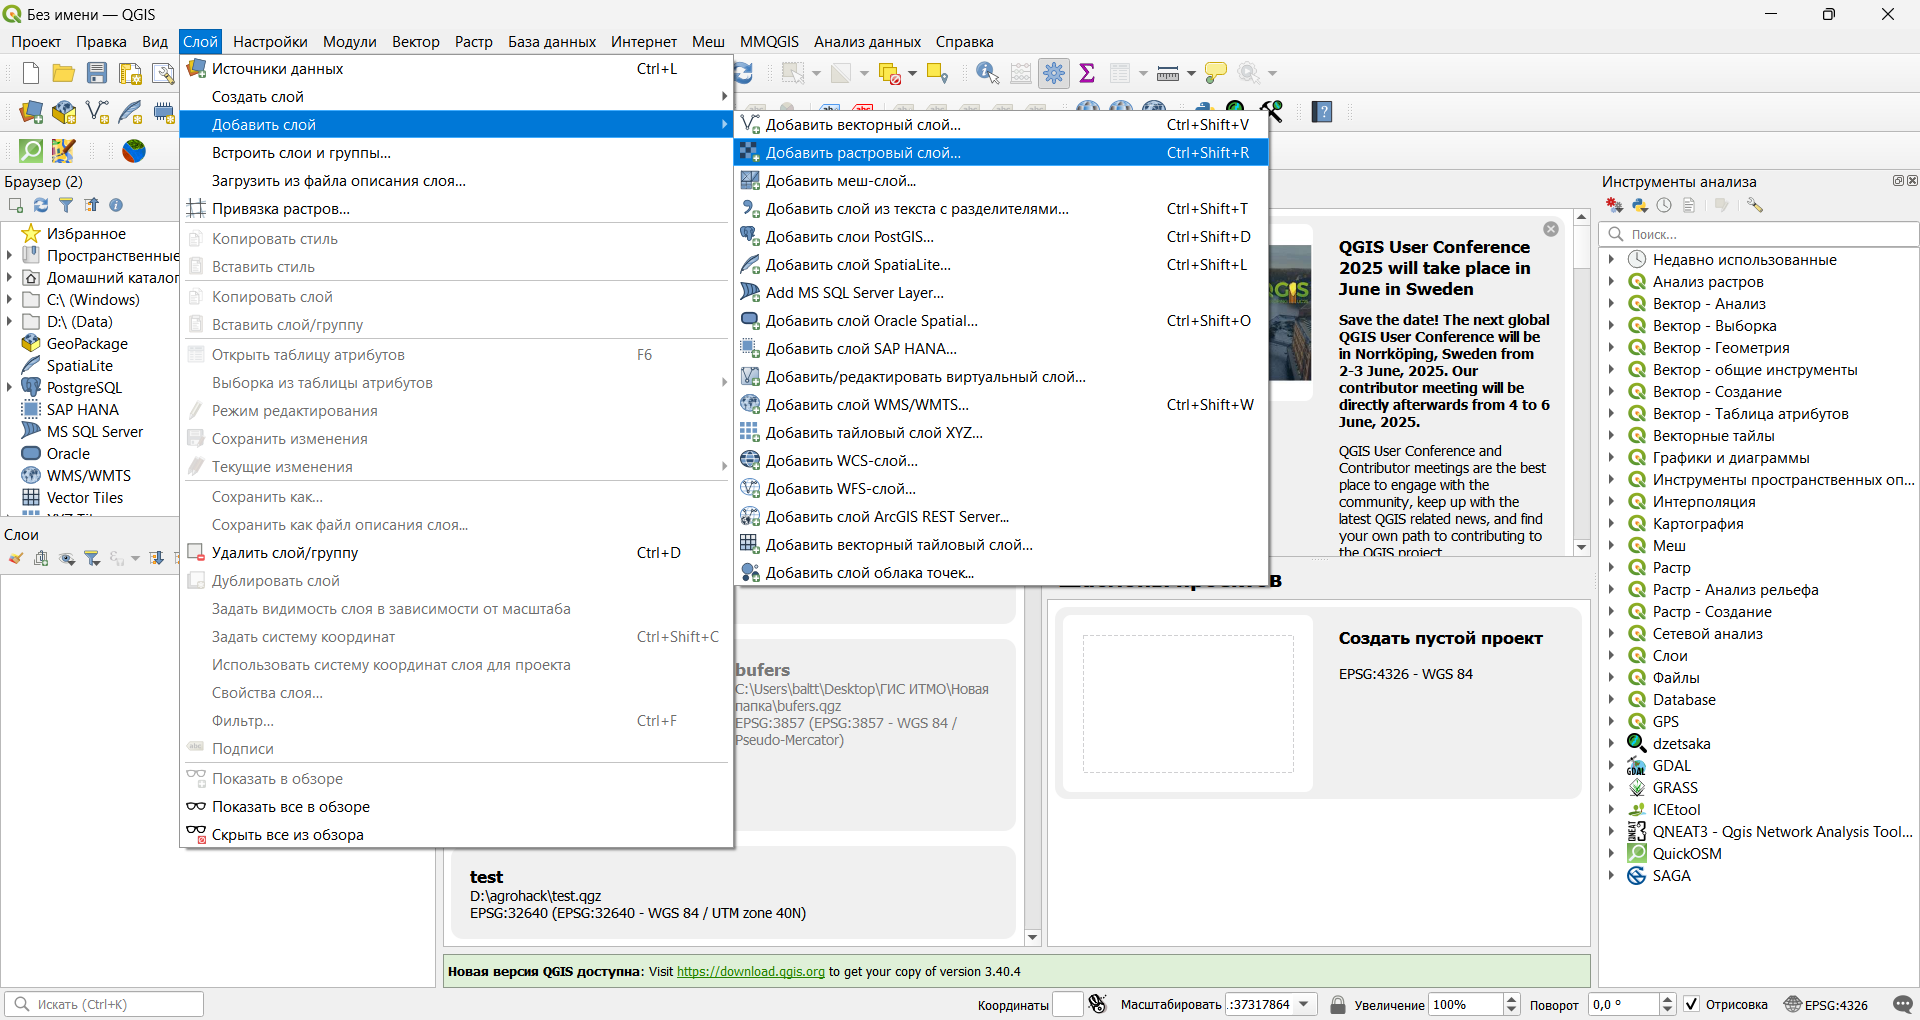 Без имени — QGIS
Проект Правка Вид Слой Настройки Модули Вектор Растр База данных Интернет Меш MMQGIS Анализ данных Справка
Источники данных Ctrl+L
Создать слой
Добавить слой
Встроить слои и группы...
Загрузить из файла описания слоя...
Привязка растров...
Копировать стиль
Вставить стиль
Копировать слой
Вставить слой/группу
Открыть таблицу атрибутов F6
Выборка из таблицы атрибутов
Режим редактирования
Сохранить изменения
Текущие изменения
Сохранить как...
Сохранить как файл описания слоя...
Удалить слой/группу Ctrl+D
Дублировать слой
Задать видимость слоя в зависимости от масштаба
Задать систему координат Ctrl+Shift+C
Использовать систему координат слоя для проекта
Свойства слоя...
Фильтр... Ctrl+F
Подписи
Показать в обзоре
Показать все в обзоре
Скрыть все из обзора
Добавить векторный слой... Ctrl+Shift+V
Добавить растровый слой... Ctrl+Shift+R
Добавить меш-слой...
Добавить слой из текста с разделителями... Ctrl+Shift+T
Добавить слои PostGIS... Ctrl+Shift+D
Добавить слой SpatiaLite... Ctrl+Shift+L
Add MS SQL Server Layer...
Добавить слой Oracle Spatial... Ctrl+Shift+O
Добавить слой SAP HANA...
Добавить/редактировать виртуальный слой...
Добавить слой WMS/WMTS... Ctrl+Shift+W
Добавить тайловый слой XYZ...
Добавить WCS-слой...
Добавить WFS-слой...
Добавить слой ArcGIS REST Server...
Добавить векторный тайловый слой...
Добавить слой облака точек...
Браузер (2)
Избранное
Пространственные
Домашний каталог
C:\ (Windows)
D:\ (Data)
GeoPackage
SpatiaLite
PostgreSQL
SAP HANA
MS SQL Server
Oracle
WMS/WMTS
Vector Tiles
Слои
QGIS User Conference
2025 will take place in
June in Sweden
Save the date! The next global
QGIS User Conference will be
in Norrköping, Sweden from
2-3 June, 2025. Our
contributor meeting will be
directly afterwards from 4 to 6
June, 2025.
QGIS User Conference and
Contributor meetings are the best
place to engage with the
community, keep up with the
latest QGIS related news, and find
your own path to contributing to
the QGIS project
bufers
C:\Users\baltt\Desktop\ГИС ИТМО\Новая
папка\bufers.qgz
EPSG:3857 (EPSG:3857 - WGS 84 /
Pseudo-Mercator)
test
D:\agrohack\test.qgz
EPSG:32640 (EPSG:32640 - WGS 84 / UTM zone 40N)
Создать пустой проект
EPSG:4326 - WGS 84
Новая версия QGIS доступна: Visit https://download.qgis.org to get your copy of version 3.40.4
Инструменты анализа
Поиск...
Недавно использованные
Анализ растров
Вектор - Анализ
Вектор - Выборка
Вектор - Геометрия
Вектор - общие инструменты
Вектор - Создание
Вектор - Таблица атрибутов
Векторные тайлы
Графики и диаграммы
Инструменты пространственных оп...
Интерполяция
Картография
Меш
Растр
Растр - Анализ рельефа
Растр - Создание
Сетевой анализ
Слои
Файлы
Database
GPS
dzetsaka
GDAL
GRASS
ICEtool
QNEAT3 - Qgis Network Analysis Tool...
QuickOSM
SAGA
Искать (Ctrl+K)
Координаты Масштабировать :37317864 Увеличение 100% Поворот 0,0 ° Отрисовка EPSG:4326